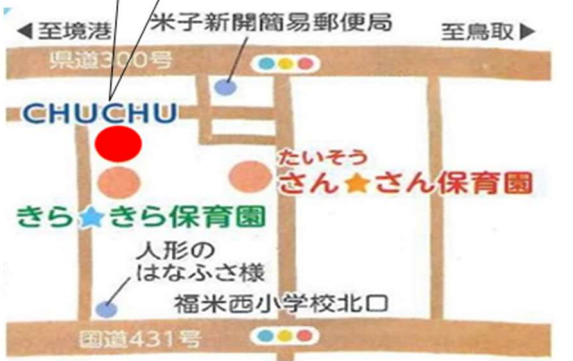 ◀至境港
米子新開簡易郵便局
至鳥取▶
県道300号
CHUCHU
たいそう
さん★さん保育園
きら★きら保育園
人形の
はなふさ様
福米西小学校北口
国道431号